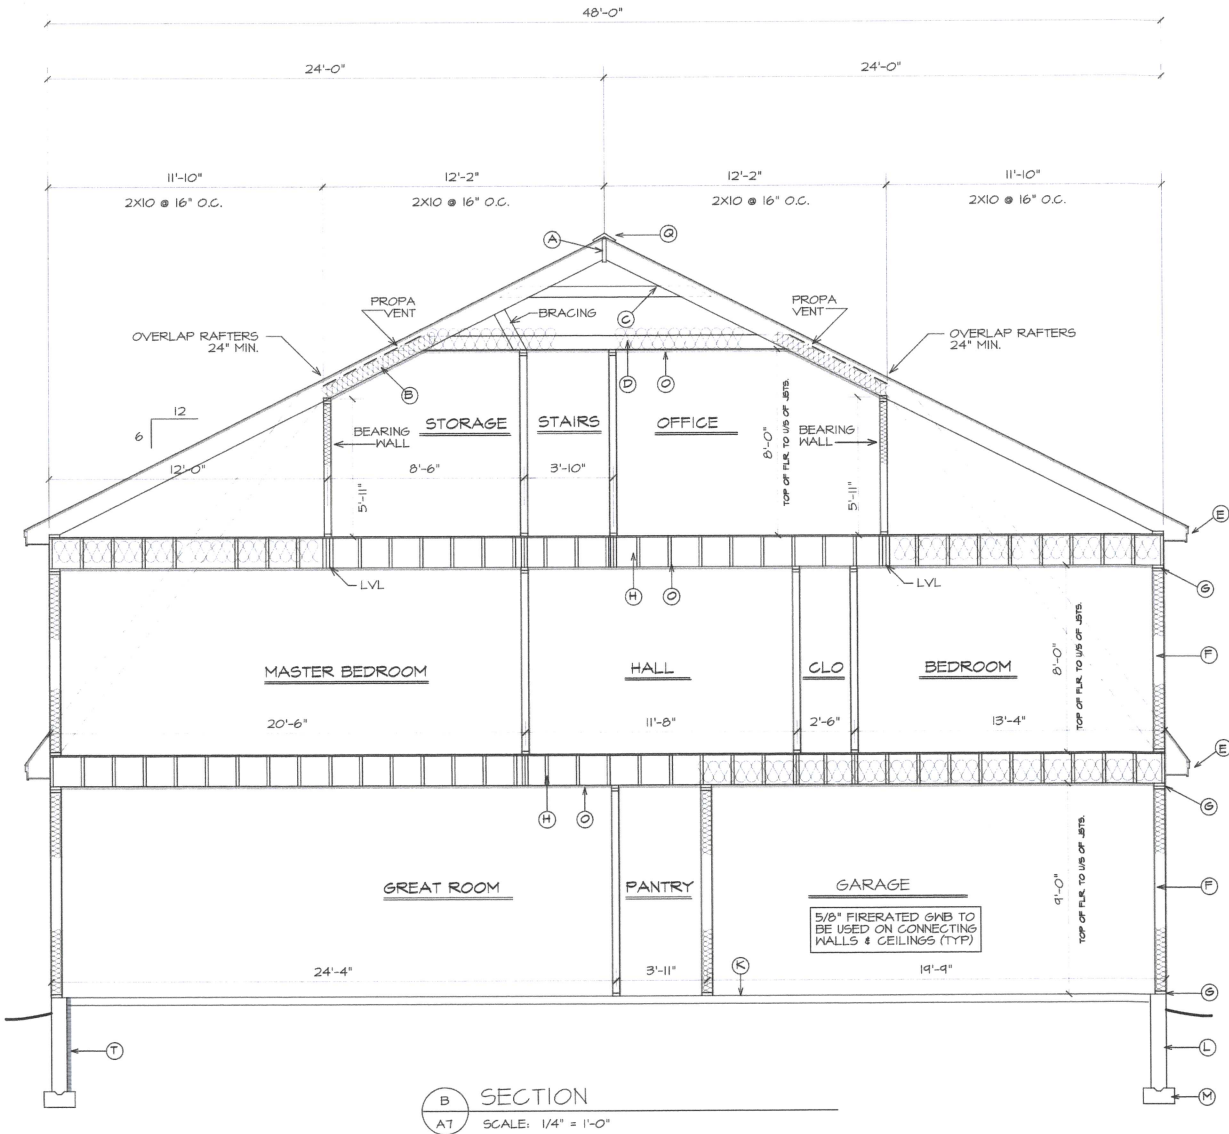 48'-0"
24'-0"
24'-0"
11'-10"
12'-2"
12'-2"
11'-10"
2X10 @ 16" O.C.
2X10 @ 16" O.C.
2X10 @ 16" O.C.
2X10 @ 16" O.C.
A
Q
PROPA
VENT
BRACING
C
PROPA
VENT
OVERLAP RAFTERS
24" MIN.
OVERLAP RAFTERS
24" MIN.
B
D
O
12
6
STORAGE
STAIRS
OFFICE
BEARING
WALL
BEARING
WALL
8'-0"
TOP OF FLR. TO U/S OF JSTS.
12'-0"
8'-6"
3'-10"
5'-11"
5'-11"
E
LVL
H
O
LVL
G
MASTER BEDROOM
HALL
CLO
BEDROOM
8'-0"
TOP OF FLR. TO U/S OF JSTS.
F
20'-6"
11'-8"
2'-6"
13'-4"
E
H
O
G
GREAT ROOM
PANTRY
GARAGE
5/8" FIRERATED GWB TO
BE USED ON CONNECTING
WALLS & CEILINGS (TYP)
9'-0"
TOP OF FLR. TO U/S OF JSTS.
F
24'-4"
3'-11"
K
19'-9"
G
T
L
M
B
A7
SECTION
SCALE: 1/4" = 1'-0"